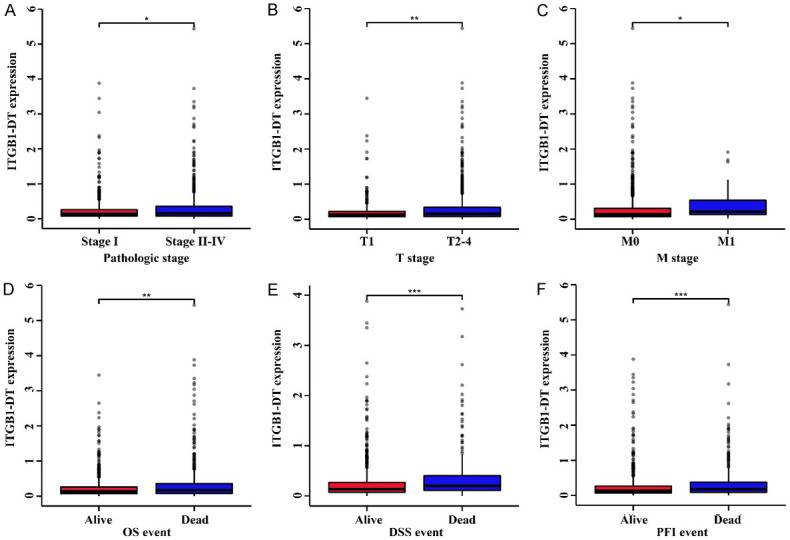 A
*
ITGB1-DT expression
0 1 2 3 4 5 6
Stage I Stage II-IV
Pathologic stage
B
**
ITGB1-DT expression
0 1 2 3 4 5 6
T1 T2-4
T stage
C
*
ITGB1-DT expression
0 1 2 3 4 5 6
M0 M1
M stage
D
**
ITGB1-DT expression
0 1 2 3 4 5 6
Alive Dead
OS event
E
***
ITGB1-DT expression
0 1 2 3 4
Alive Dead
DSS event
F
***
ITGB1-DT expression
0 1 2 3 4 5 6
Alive Dead
PFI event